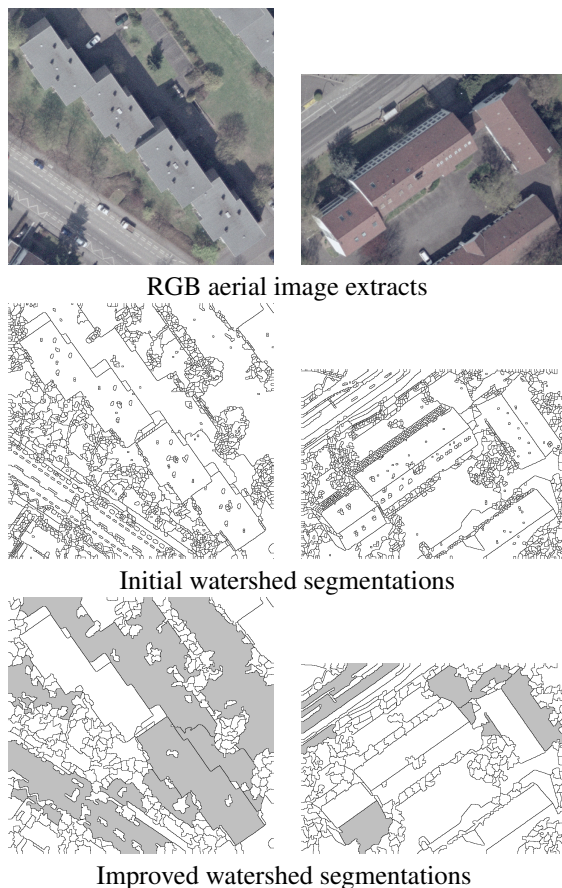 RGB aerial image extracts
Initial watershed segmentations
Improved watershed segmentations